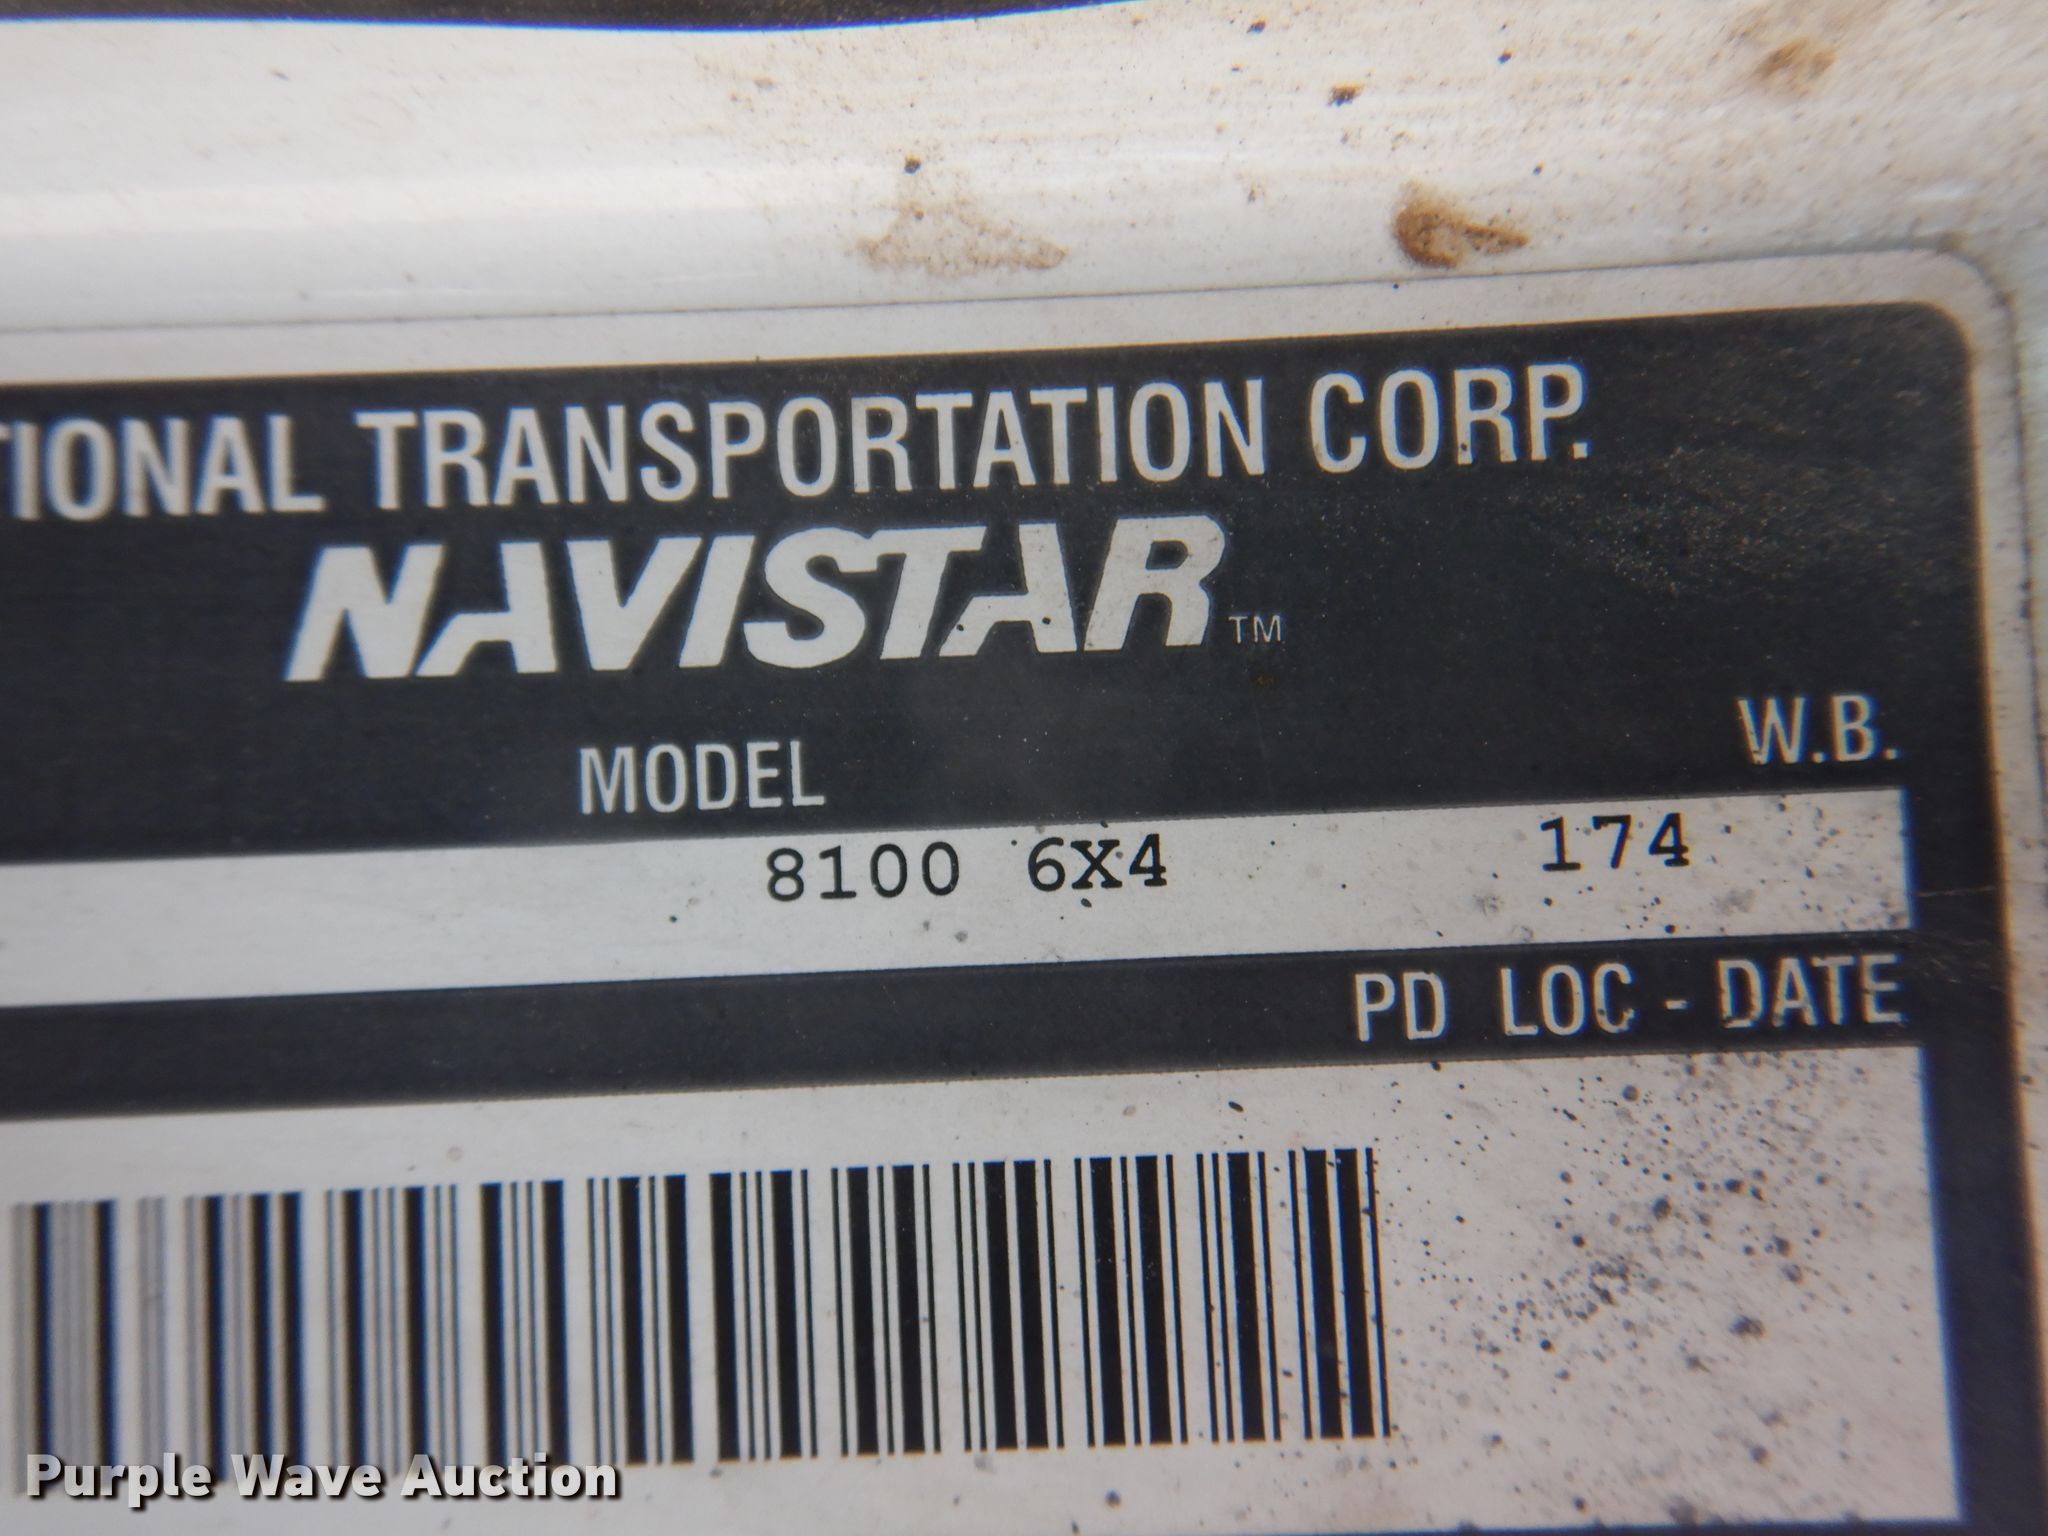 TIONAL TRANSPORTATION CORP.
NAVISTAR™
MODEL W.B.
8100 6X4 174
PD LOC - DATE
Purple Wave Auction